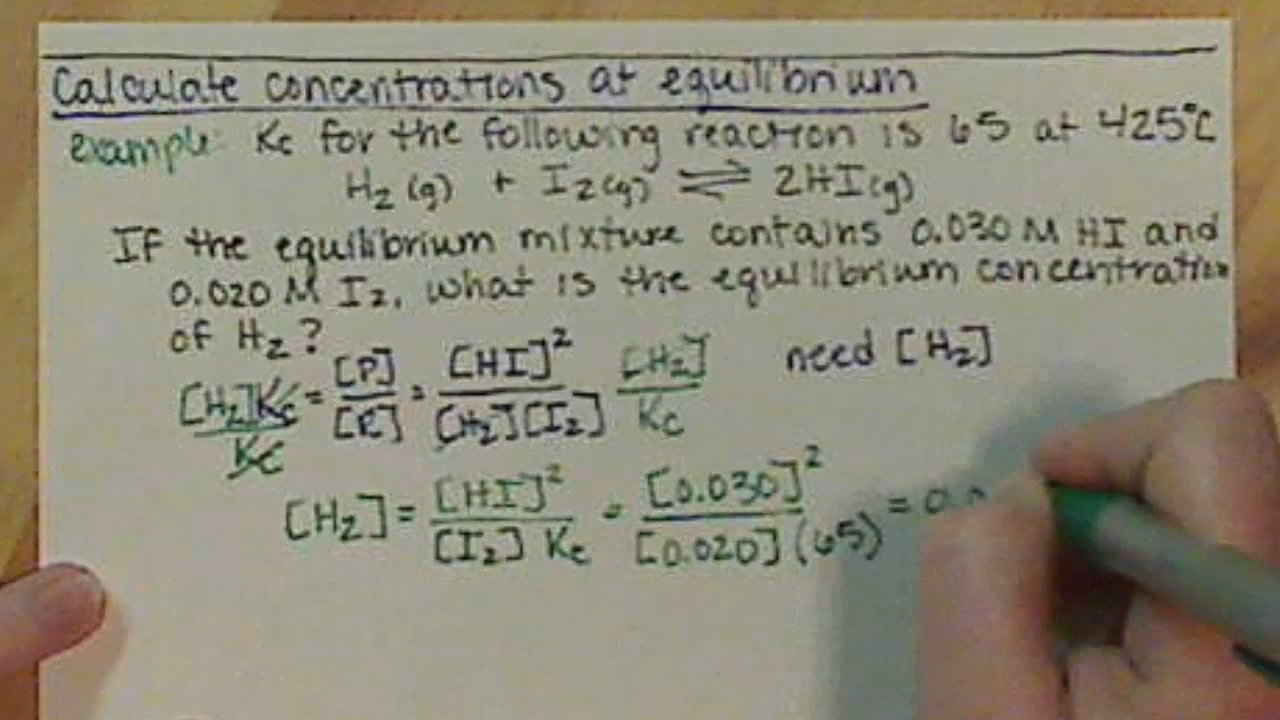 Calculate concentrations at equilibrium
example: Kc for the following reaction is 65 at 425°C
H₂(g) + I₂(g) ⇌ 2HI(g)
If the equilibrium mixture contains 0.030 M HI and
0.020 M I₂, what is the equilibrium concentration
of H₂?
[H₂]Kc/Kc = [P]/[R] = [HI]²/[H₂][I₂] [H₂]/Kc need [H₂]
[H₂] = [HI]²/[I₂] Kc = [0.030]²/[0.020](65) = 0.0